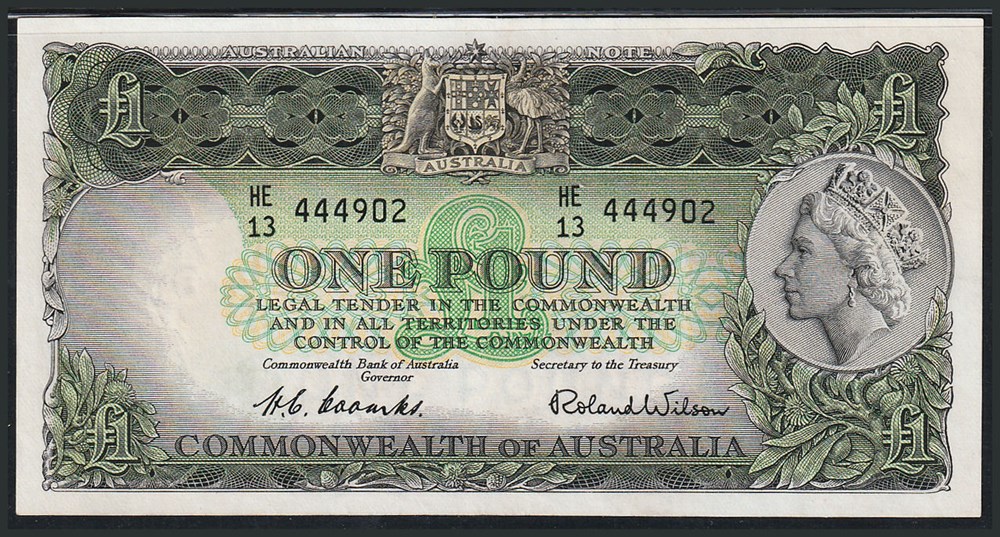 AUSTRALIAN NOTE
£1 £1
AUSTRALIA
HE 13 444902 HE 13 444902
ONE POUND
LEGAL TENDER IN THE COMMONWEALTH
AND IN ALL TERRITORIES UNDER THE
CONTROL OF THE COMMONWEALTH
Commonwealth Bank of Australia Secretary to the Treasury
Governor
H.C. Coombs. Roland Wilson
£1 £1
COMMONWEALTH OF AUSTRALIA